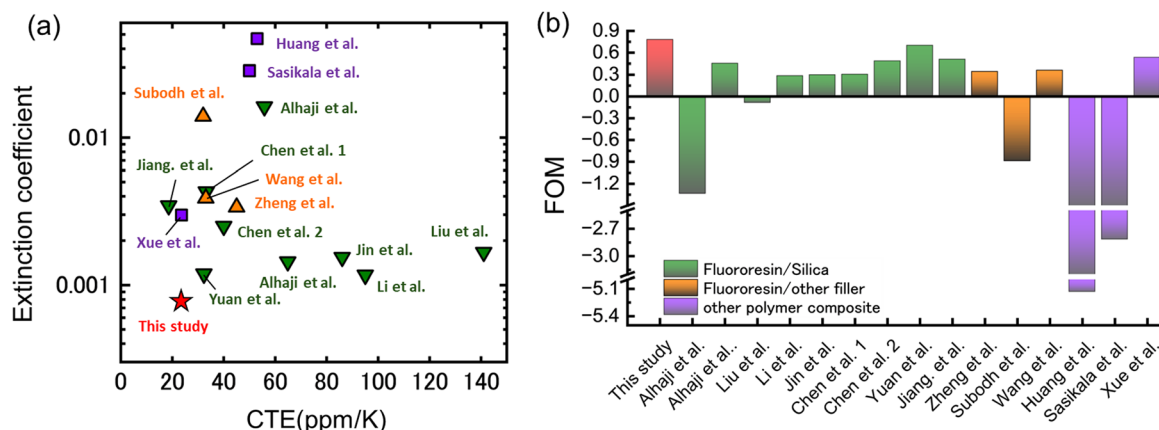 (a)
Extinction coefficient
0.01
0.001
Huang et al.
Sasikala et al.
Subodh et al.
Alhaji et al.
Jiang. et al.
Chen et al. 1
Wang et al.
Zheng et al.
Xue et al.
Chen et al. 2
Liu et al.
Jin et al.
Alhaji et al.
Li et al.
Yuan et al.
This study
0 20 40 60 80 100 120 140
CTE(ppm/K)
(b)
FOM
0.9
0.6
0.3
0.0
−0.3
−0.6
−0.9
−1.2
−2.7
−3.0
−5.1
−5.4
Fluororesin/Silica
Fluororesin/other filler
other polymer composite
This study
Alhaji et al.
Alhaji et al..
Liu et al.
Li et al.
Jin et al.
Chen et al. 1
Chen et al. 2
Yuan et al.
Jiang. et al.
Zheng et al.
Subodh et al.
Wang et al.
Huang et al.
Sasikala et al.
Xue et al.